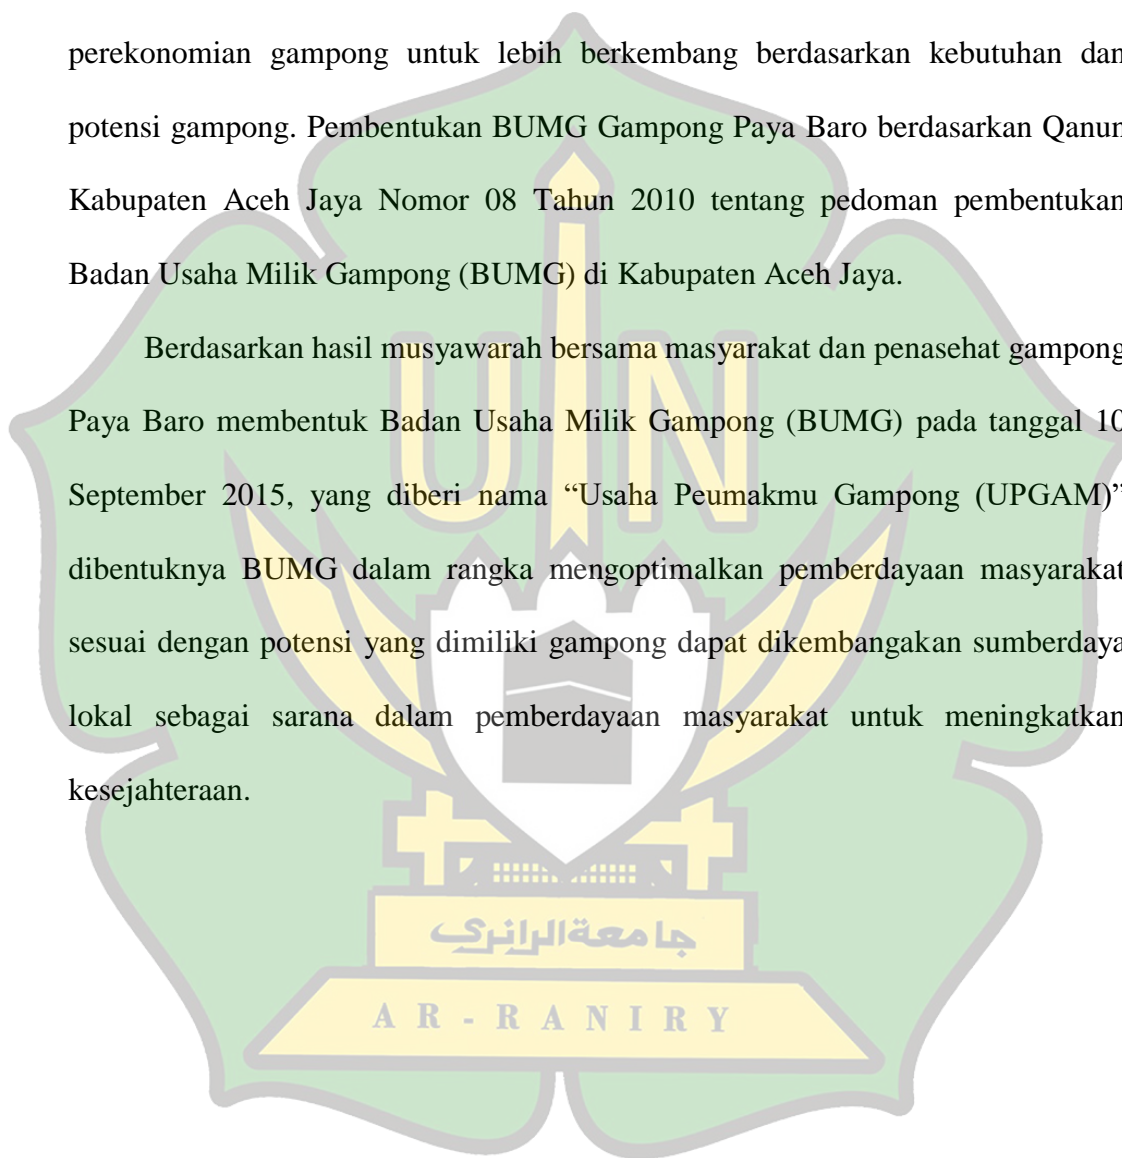 perekonomian gampong untuk lebih berkembang berdasarkan kebutuhan dan
potensi gampong. Pembentukan BUMG Gampong Paya Baro berdasarkan Qanun
Kabupaten Aceh Jaya Nomor 08 Tahun 2010 tentang pedoman pembentukan
Badan Usaha Milik Gampong (BUMG) di Kabupaten Aceh Jaya.
Berdasarkan hasil musyawarah bersama masyarakat dan penasehat gampong
Paya Baro membentuk Badan Usaha Milik Gampong (BUMG) pada tanggal 10
September 2015, yang diberi nama “Usaha Peumakmu Gampong (UPGAM)”
dibentuknya BUMG dalam rangka mengoptimalkan pemberdayaan masyarakat
sesuai dengan potensi yang dimiliki gampong dapat dikembangakan sumberdaya
lokal sebagai sarana dalam pemberdayaan masyarakat untuk meningkatkan
kesejahteraan.
UIN
جامعة الرانري
AR-RANIRY